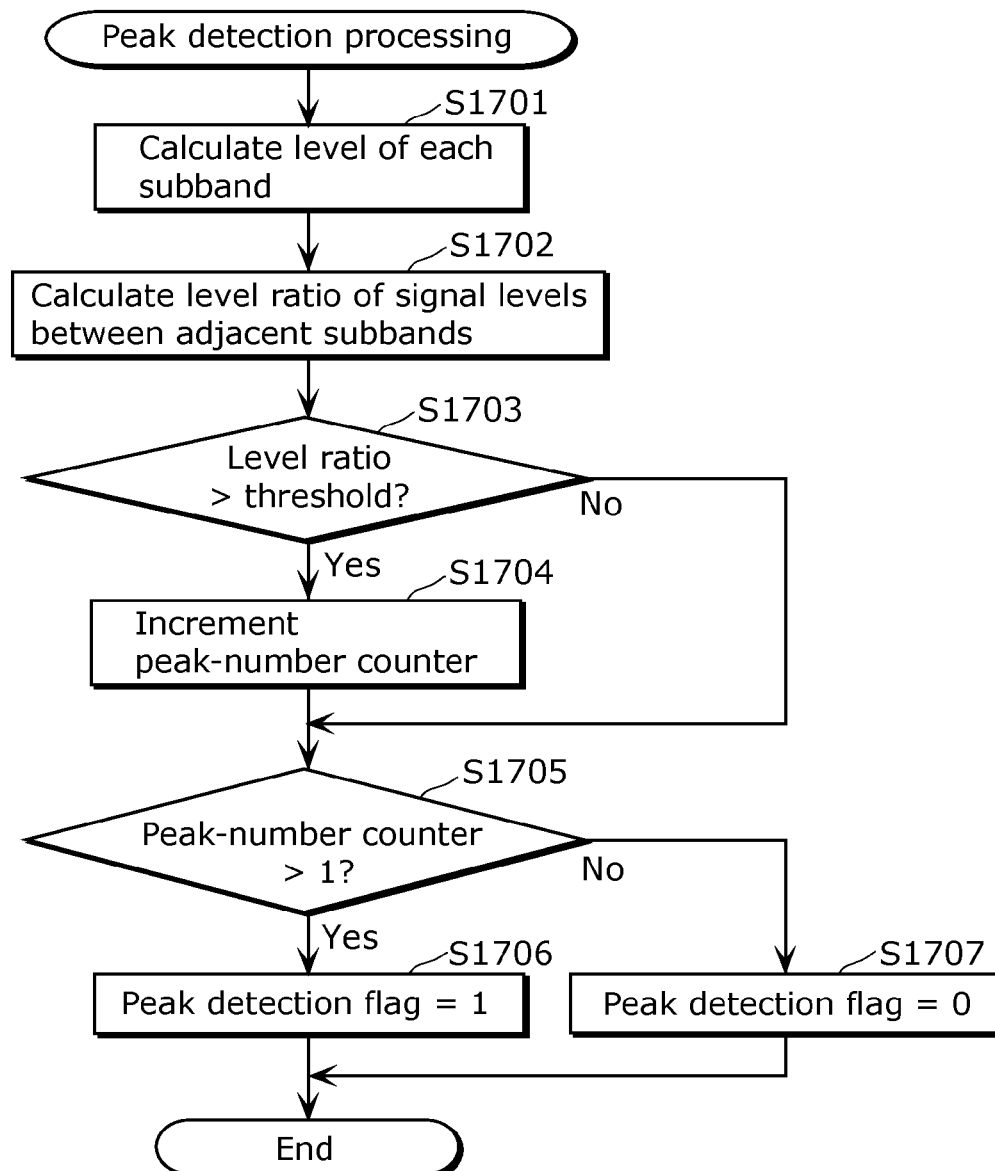 Peak detection processing
S1701
Calculate level of each
subband
S1702
Calculate level ratio of signal levels
between adjacent subbands
S1703
Level ratio
> threshold?
No
Yes
S1704
Increment
peak-number counter
S1705
Peak-number counter
> 1?
No
Yes
S1706
Peak detection flag = 1
S1707
Peak detection flag = 0
End